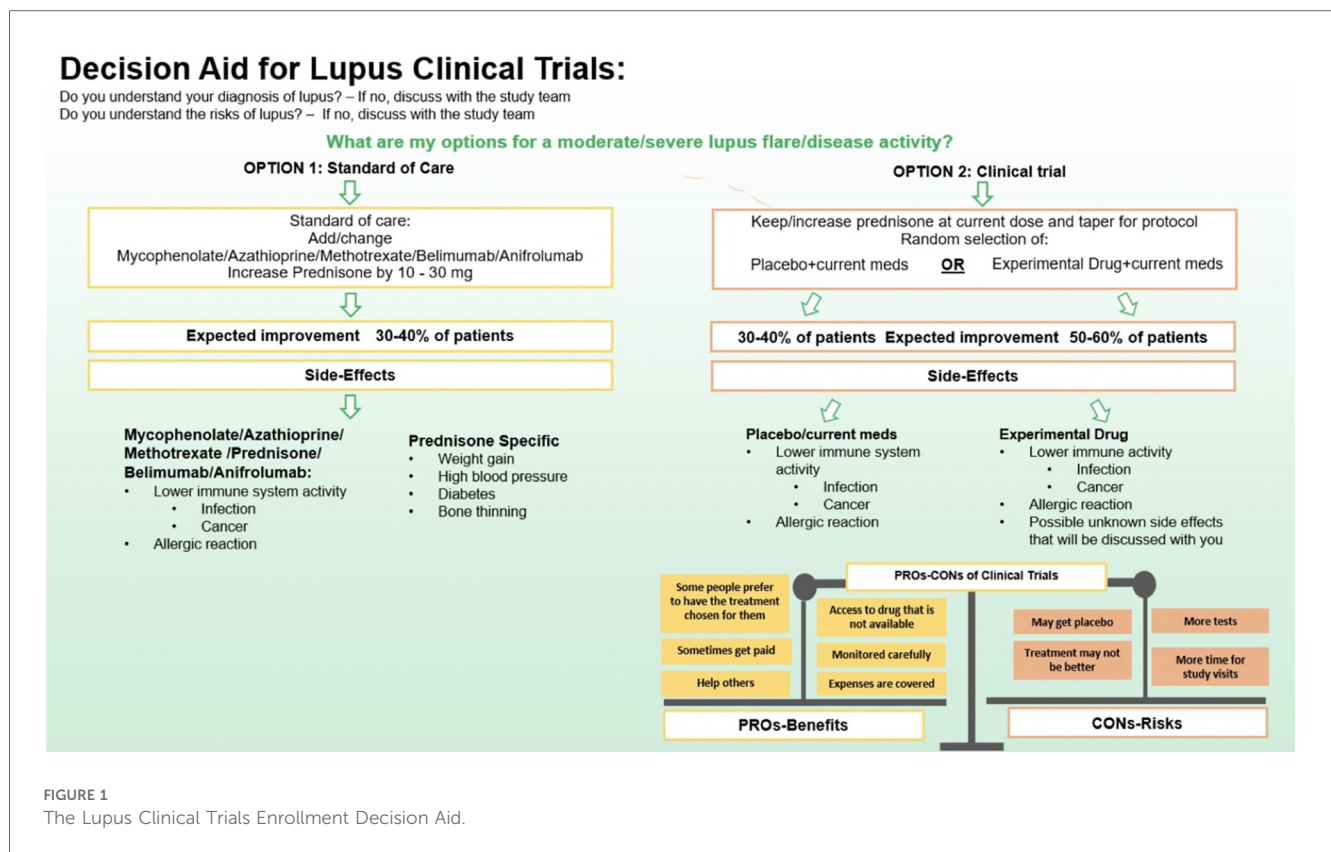 Decision Aid for Lupus Clinical Trials:
Do you understand your diagnosis of lupus? – If no, discuss with the study team
Do you understand the risks of lupus? – If no, discuss with the study team
What are my options for a moderate/severe lupus flare/disease activity?
OPTION 1: Standard of Care
Standard of care:
Add/change
Mycophenolate/Azathioprine/Methotrexate/Belimumab/Anifrolumab
Increase Prednisone by 10 - 30 mg
Expected improvement 30-40% of patients
Side-Effects
Mycophenolate/Azathioprine/
Methotrexate /Prednisone/
Belimumab/Anifrolumab:
• Lower immune system activity
• Infection
• Cancer
• Allergic reaction
Prednisone Specific
• Weight gain
• High blood pressure
• Diabetes
• Bone thinning
OPTION 2: Clinical trial
Keep/increase prednisone at current dose and taper for protocol
Random selection of:
Placebo+current meds OR Experimental Drug+current meds
30-40% of patients Expected improvement 50-60% of patients
Side-Effects
Placebo/current meds
• Lower immune system
activity
• Infection
• Cancer
• Allergic reaction
Experimental Drug
• Lower immune activity
• Infection
• Cancer
• Allergic reaction
• Possible unknown side effects
that will be discussed with you
PROs-CONs of Clinical Trials
Some people prefer
to have the treatment
chosen for them
Sometimes get paid
Help others
Access to drug that is
not available
Monitored carefully
Expenses are covered
PROs-Benefits
May get placebo
Treatment may not
be better
More tests
More time for
study visits
CONs-Risks
FIGURE 1
The Lupus Clinical Trials Enrollment Decision Aid.